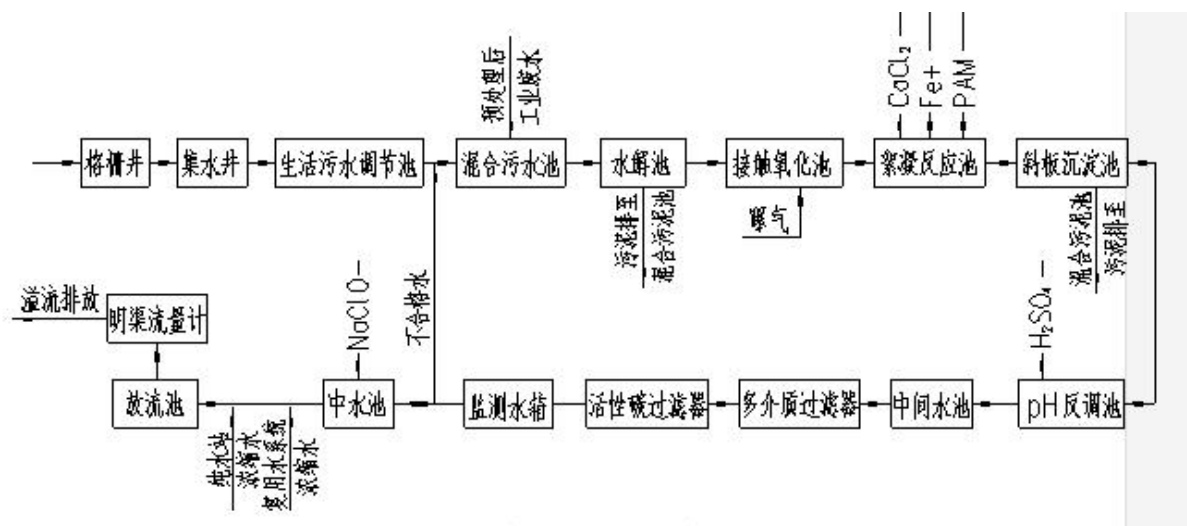 CaCl₂
Fe+
PAM
预处理后
工业废水
格栅井
集水井
生活污水调节池
混合污水池
水解池
接触氧化池
絮凝反应池
斜板沉淀池
污泥排至
混合污泥池
曝气
混合污泥池
污泥排至
溢流排放
明渠流量计
NaClO
不合格水
H₂SO₄
放流池
中水池
监测水箱
活性碳过滤器
多介质过滤器
中间水池
pH反调池
纯水站
浓缩水
复用水系统
浓缩水